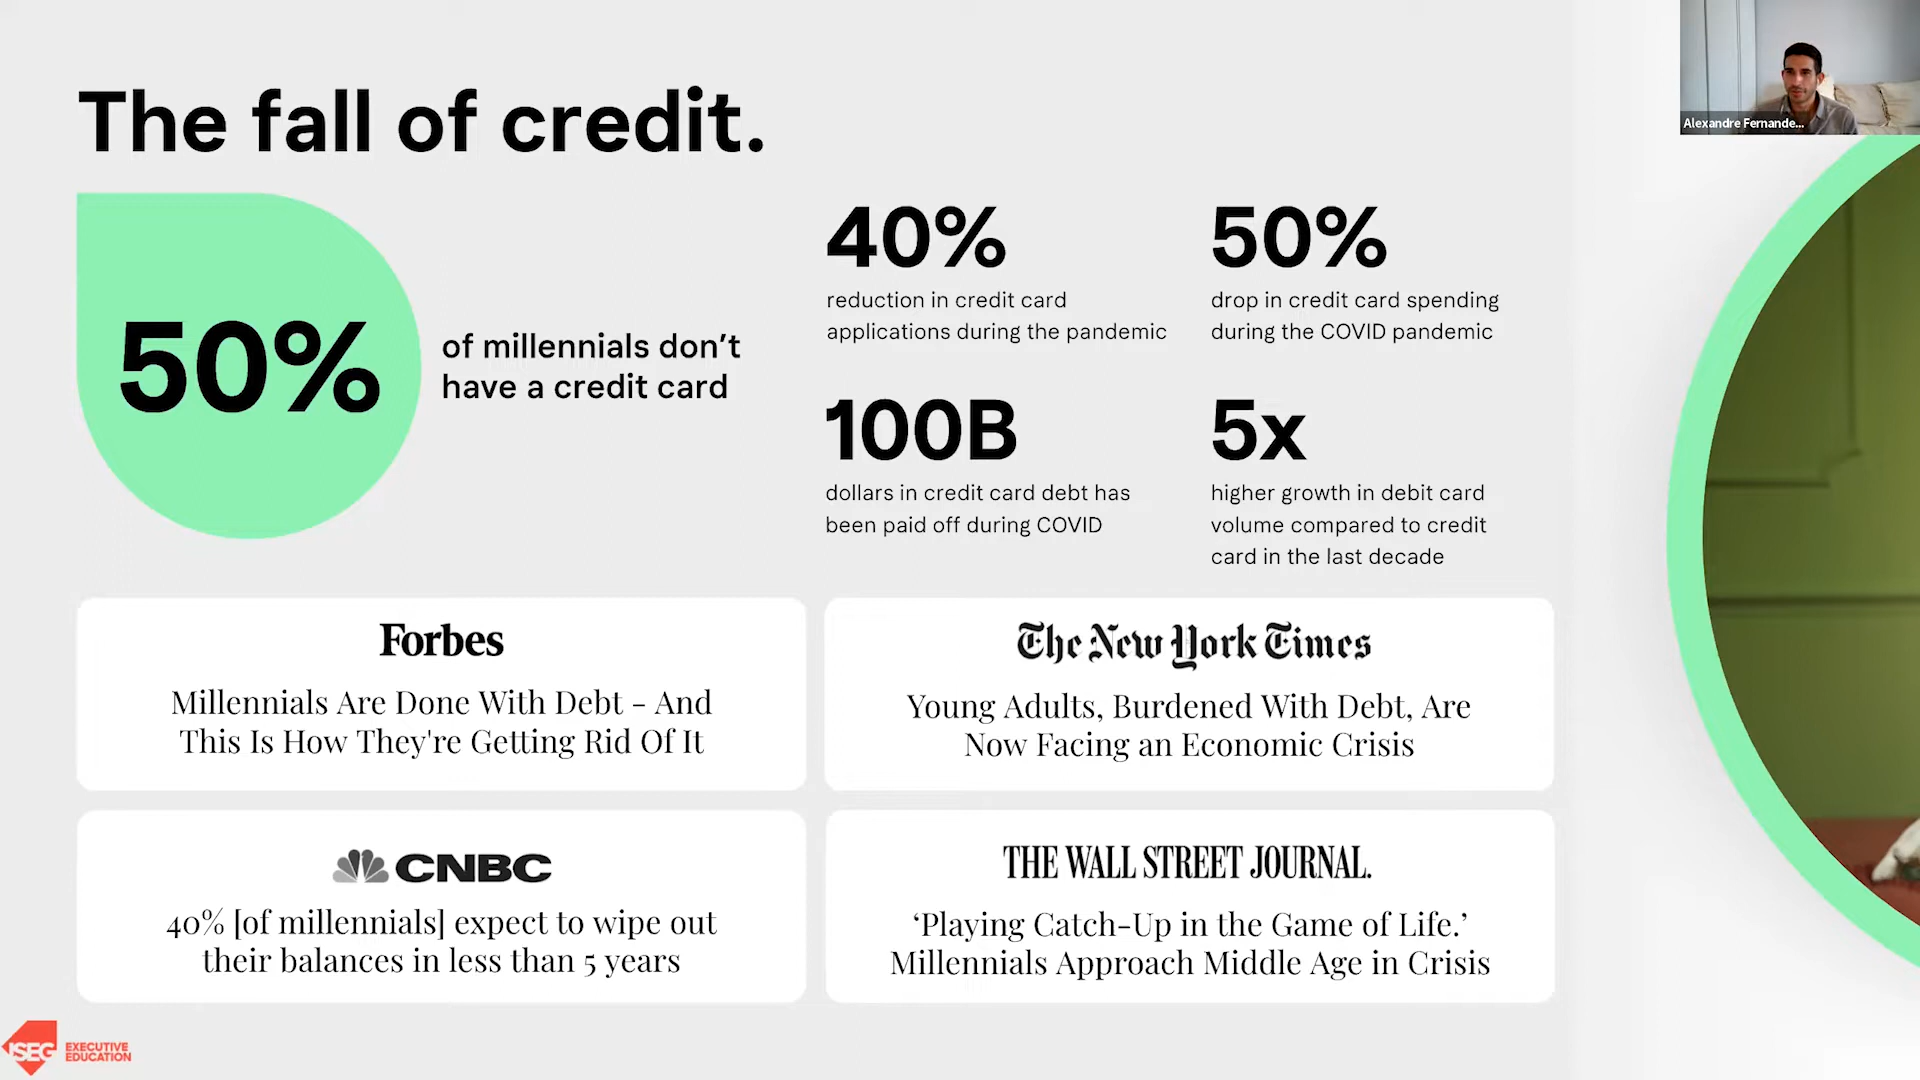 The fall of credit.
50%
of millennials don’t
have a credit card
40%
reduction in credit card
applications during the pandemic
50%
drop in credit card spending
during the COVID pandemic
100B
dollars in credit card debt has
been paid off during COVID
5x
higher growth in debit card
volume compared to credit
card in the last decade
Forbes
Millennials Are Done With Debt - And
This Is How They're Getting Rid Of It
The New York Times
Young Adults, Burdened With Debt, Are
Now Facing an Economic Crisis
CNBC
40% [of millennials] expect to wipe out
their balances in less than 5 years
THE WALL STREET JOURNAL.
‘Playing Catch-Up in the Game of Life.’
Millennials Approach Middle Age in Crisis
Alexandre Fernande...
ISEG
EXECUTIVE
EDUCATION